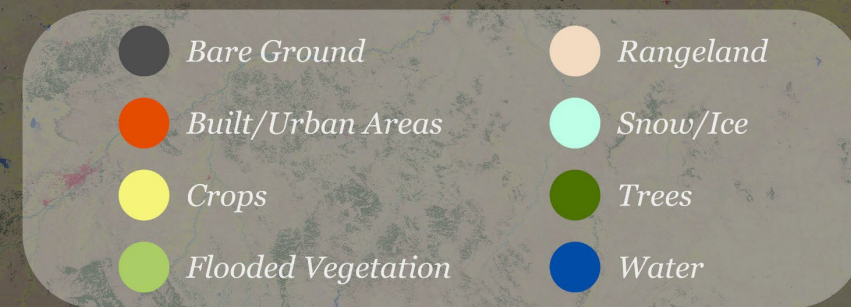 Bare Ground
Built/Urban Areas
Crops
Flooded Vegetation
Rangeland
Snow/Ice
Trees
Water